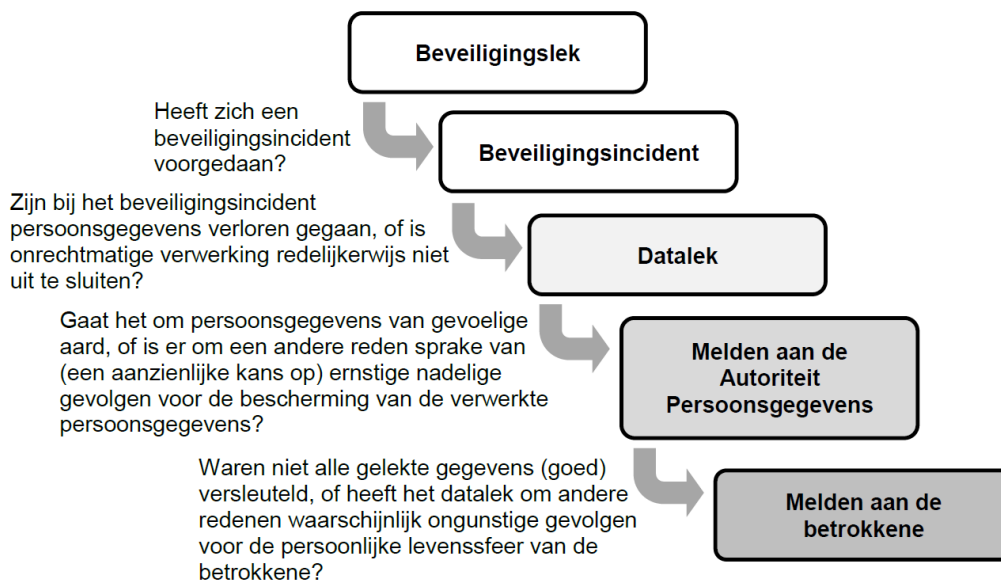 Beveiligingslek
Heeft zich een
beveiligingsincident
voorgedaan?
Beveiligingsincident
Zijn bij het beveiligingsincident
persoonsgegevens verloren gegaan, of is
onrechtmatige verwerking redelijkerwijs niet
uit te sluiten?
Datalek
Gaat het om persoonsgegevens van gevoelige
aard, of is er om een andere reden sprake van
(een aanzienlijke kans op) ernstige nadelige
gevolgen voor de bescherming van de verwerkte
persoonsgegevens?
Melden aan de
Autoriteit
Persoonsgegevens
Waren niet alle gelekte gegevens (goed)
versleuteld, of heeft het datalek om andere
redenen waarschijnlijk ongunstige gevolgen
voor de persoonlijke levenssfeer van de
betrokkene?
Melden aan de
betrokkene